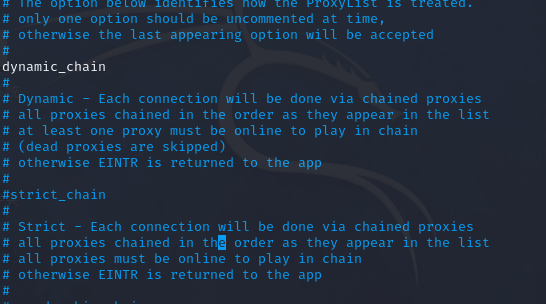 # The option below identifies how the ProxyList is treated.
# only one option should be uncommented at time,
# otherwise the last appearing option will be accepted
#
dynamic_chain
#
# Dynamic - Each connection will be done via chained proxies
# all proxies chained in the order as they appear in the list
# at least one proxy must be online to play in chain
# (dead proxies are skipped)
# otherwise EINTR is returned to the app
#
#strict_chain
#
# Strict - Each connection will be done via chained proxies
# all proxies chained in the order as they appear in the list
# all proxies must be online to play in chain
# otherwise EINTR is returned to the app
#